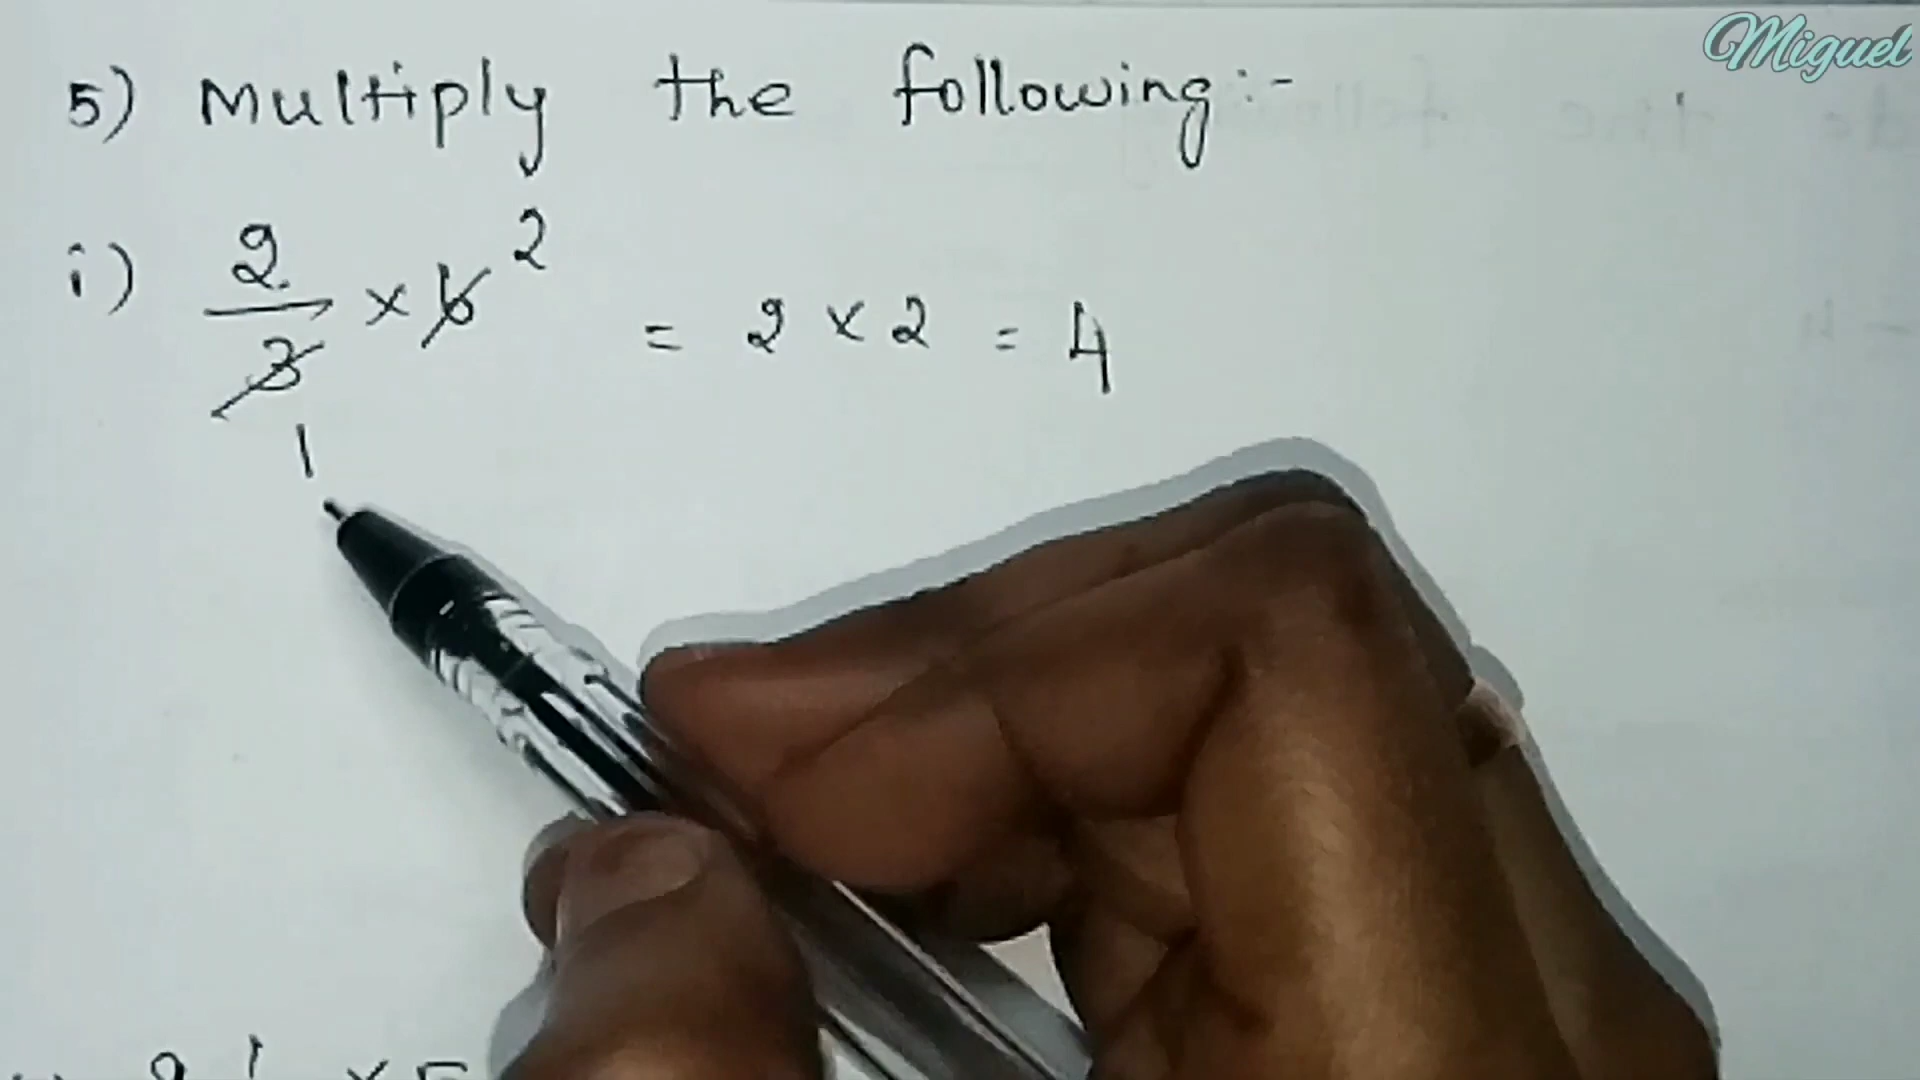 Miguel
5) Multiply the following:-
i) 2/3 × 6 2 = 2 × 2 = 4
1